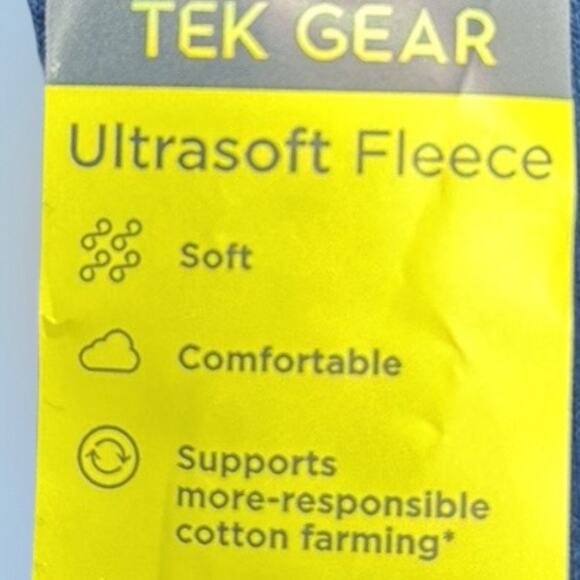 TEK GEAR
Ultrasoft Fleece
Soft
Comfortable
Supports
more-responsible
cotton farming*